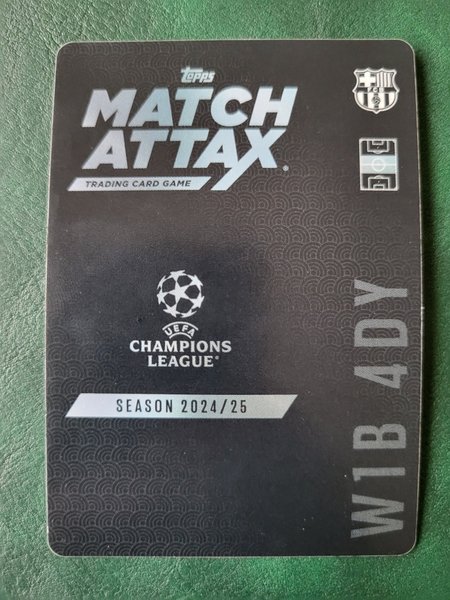 Topps
MATCH
ATTAX®
TRADING CARD GAME
UEFA
CHAMPIONS
LEAGUE®
SEASON 2024/25
W1B 4DY